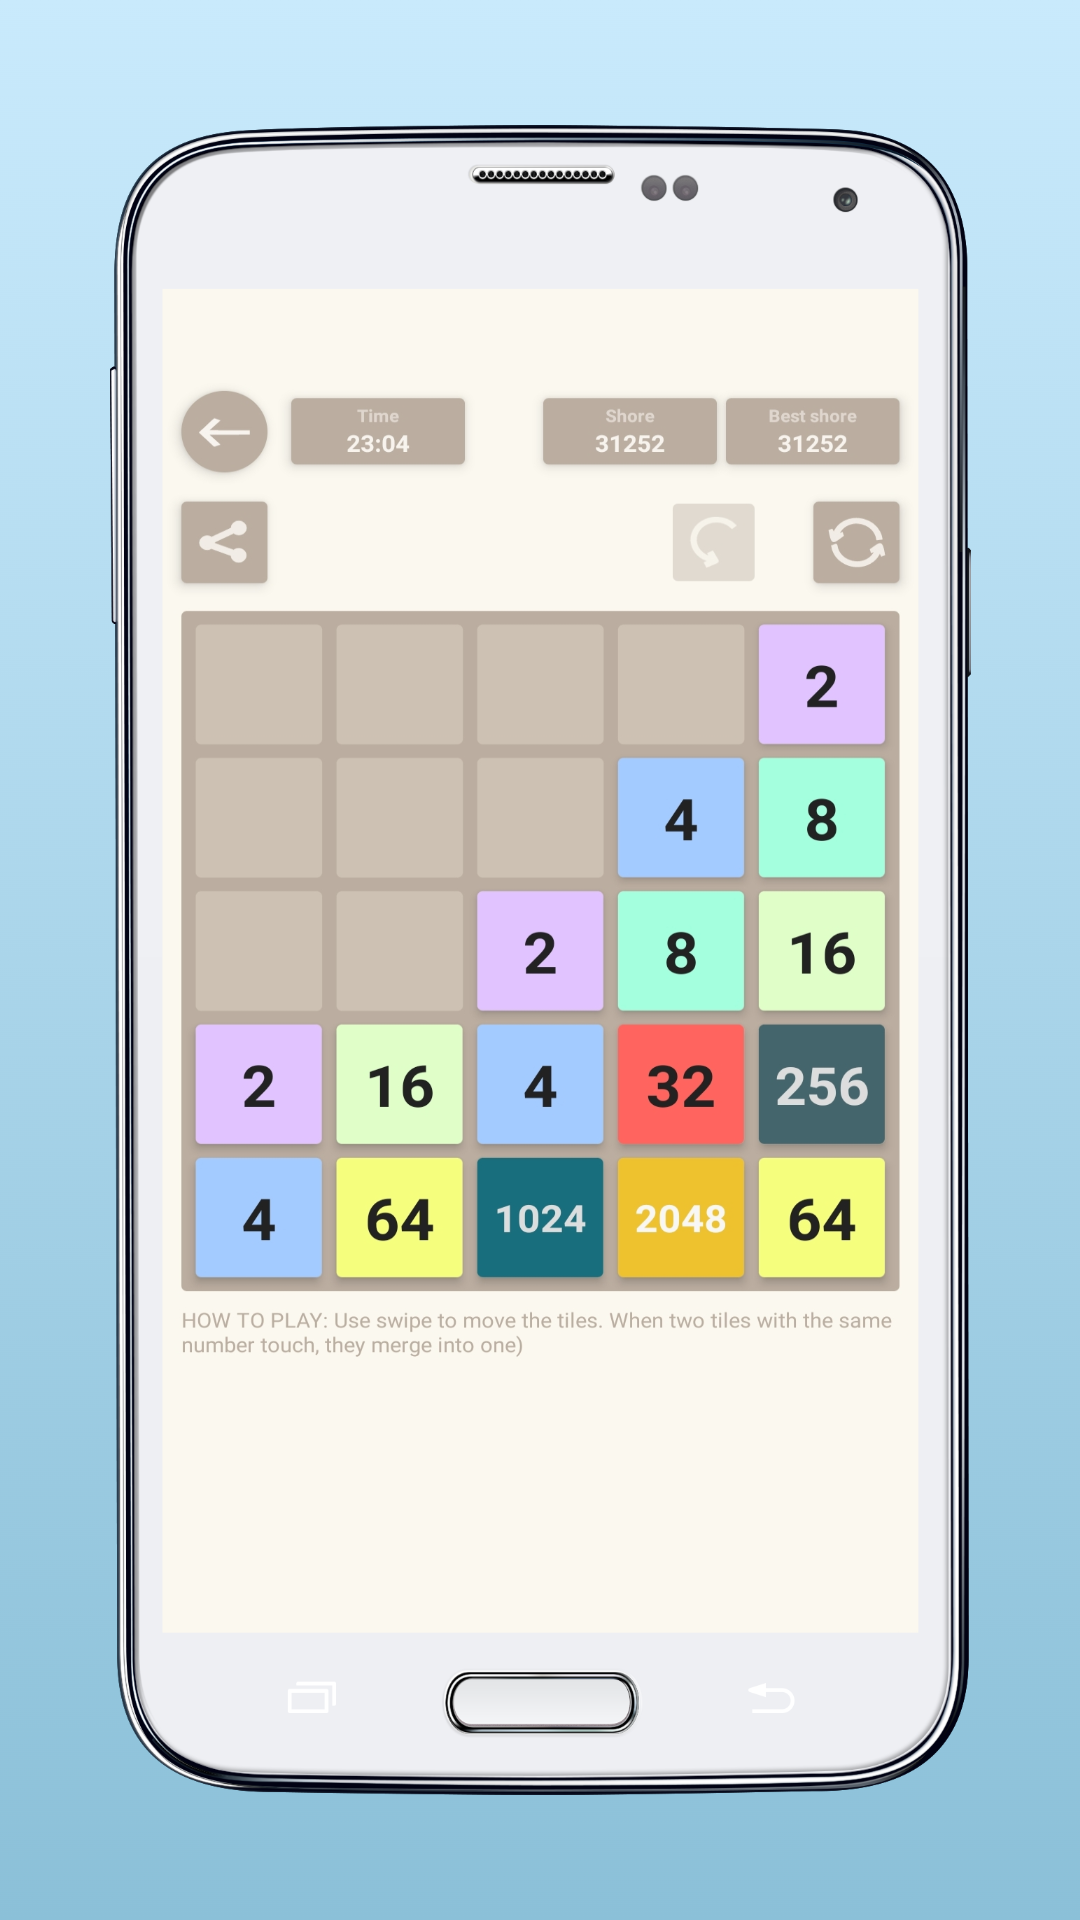 Time
23:04
Shore
31252
Best shore
31252
2
4 8
2 8 16
2 16 4 32 256
4 64 1024 2048 64
HOW TO PLAY: Use swipe to move the tiles. When two tiles with the same
number touch, they merge into one)